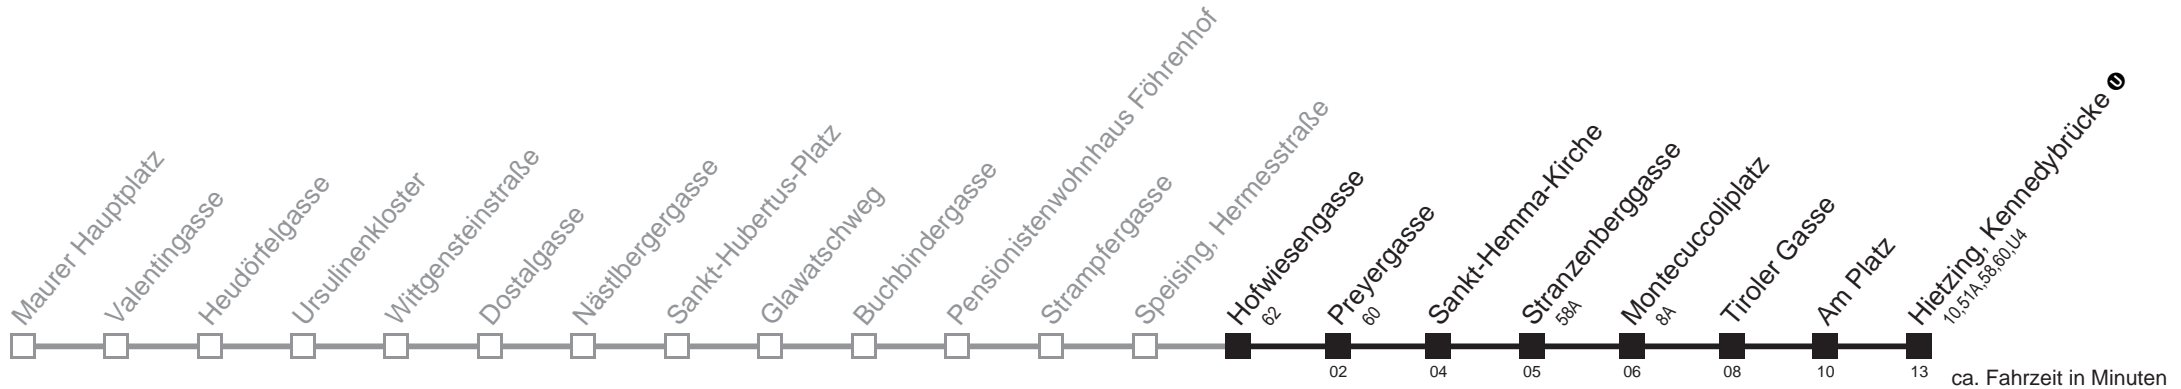 Maurer Hauptplatz
Valentingasse
Heudörfelgasse
Ursulinenkloster
Wittgensteinstraße
Dostalgasse
Nästlbergergasse
Sankt-Hubertus-Platz
Glawatschweg
Buchbindergasse
Pensionistenwohnhaus Föhrenhof
Strampfergasse
Speising, Hermesstraße
Hofwiesengasse
62
Preyergasse
60
Sankt-Hemma-Kirche
Stranzenberggasse
58A
Montecuccoliplatz
8A
Tiroler Gasse
Am Platz
Hietzing, Kennedybrücke U
10,51A,58,60,U4
02 04 05 06 08 10 13
ca. Fahrzeit in Minuten